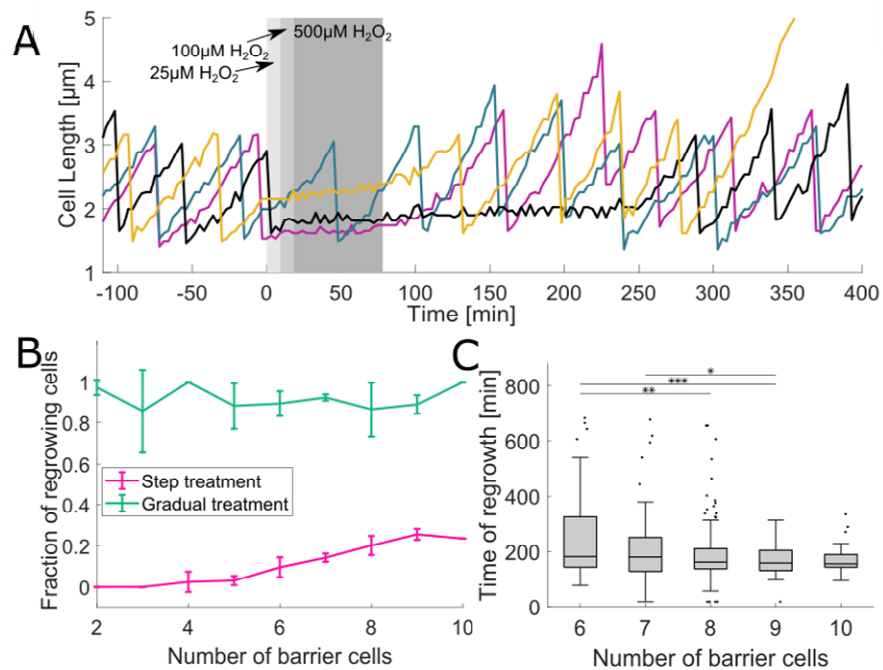 A
500µM H₂O₂
100µM H₂O₂
25µM H₂O₂
Cell Length [µm]
5
4
3
2
1
-100
-50
0
50
100
150
200
250
300
350
400
Time [min]
B
Fraction of regrowing cells
1
0.8
0.6
0.4
0.2
0
Step treatment
Gradual treatment
2
4
6
8
10
Number of barrier cells
C
Time of regrowth [min]
800
600
400
200
0
*
***
**
6
7
8
9
10
Number of barrier cells